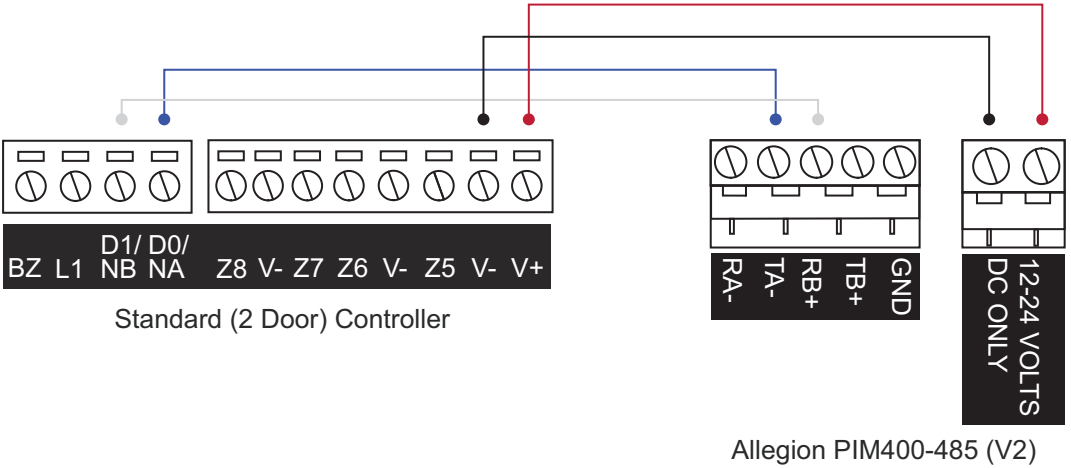 BZ L1 D1/ D0/
NB NA
Z8 V- Z7 Z6 V- Z5 V- V+
Standard (2 Door) Controller
RA-
TA-
RB+
TB+
GND
12-24 VOLTS
DC ONLY
Allegion PIM400-485 (V2)